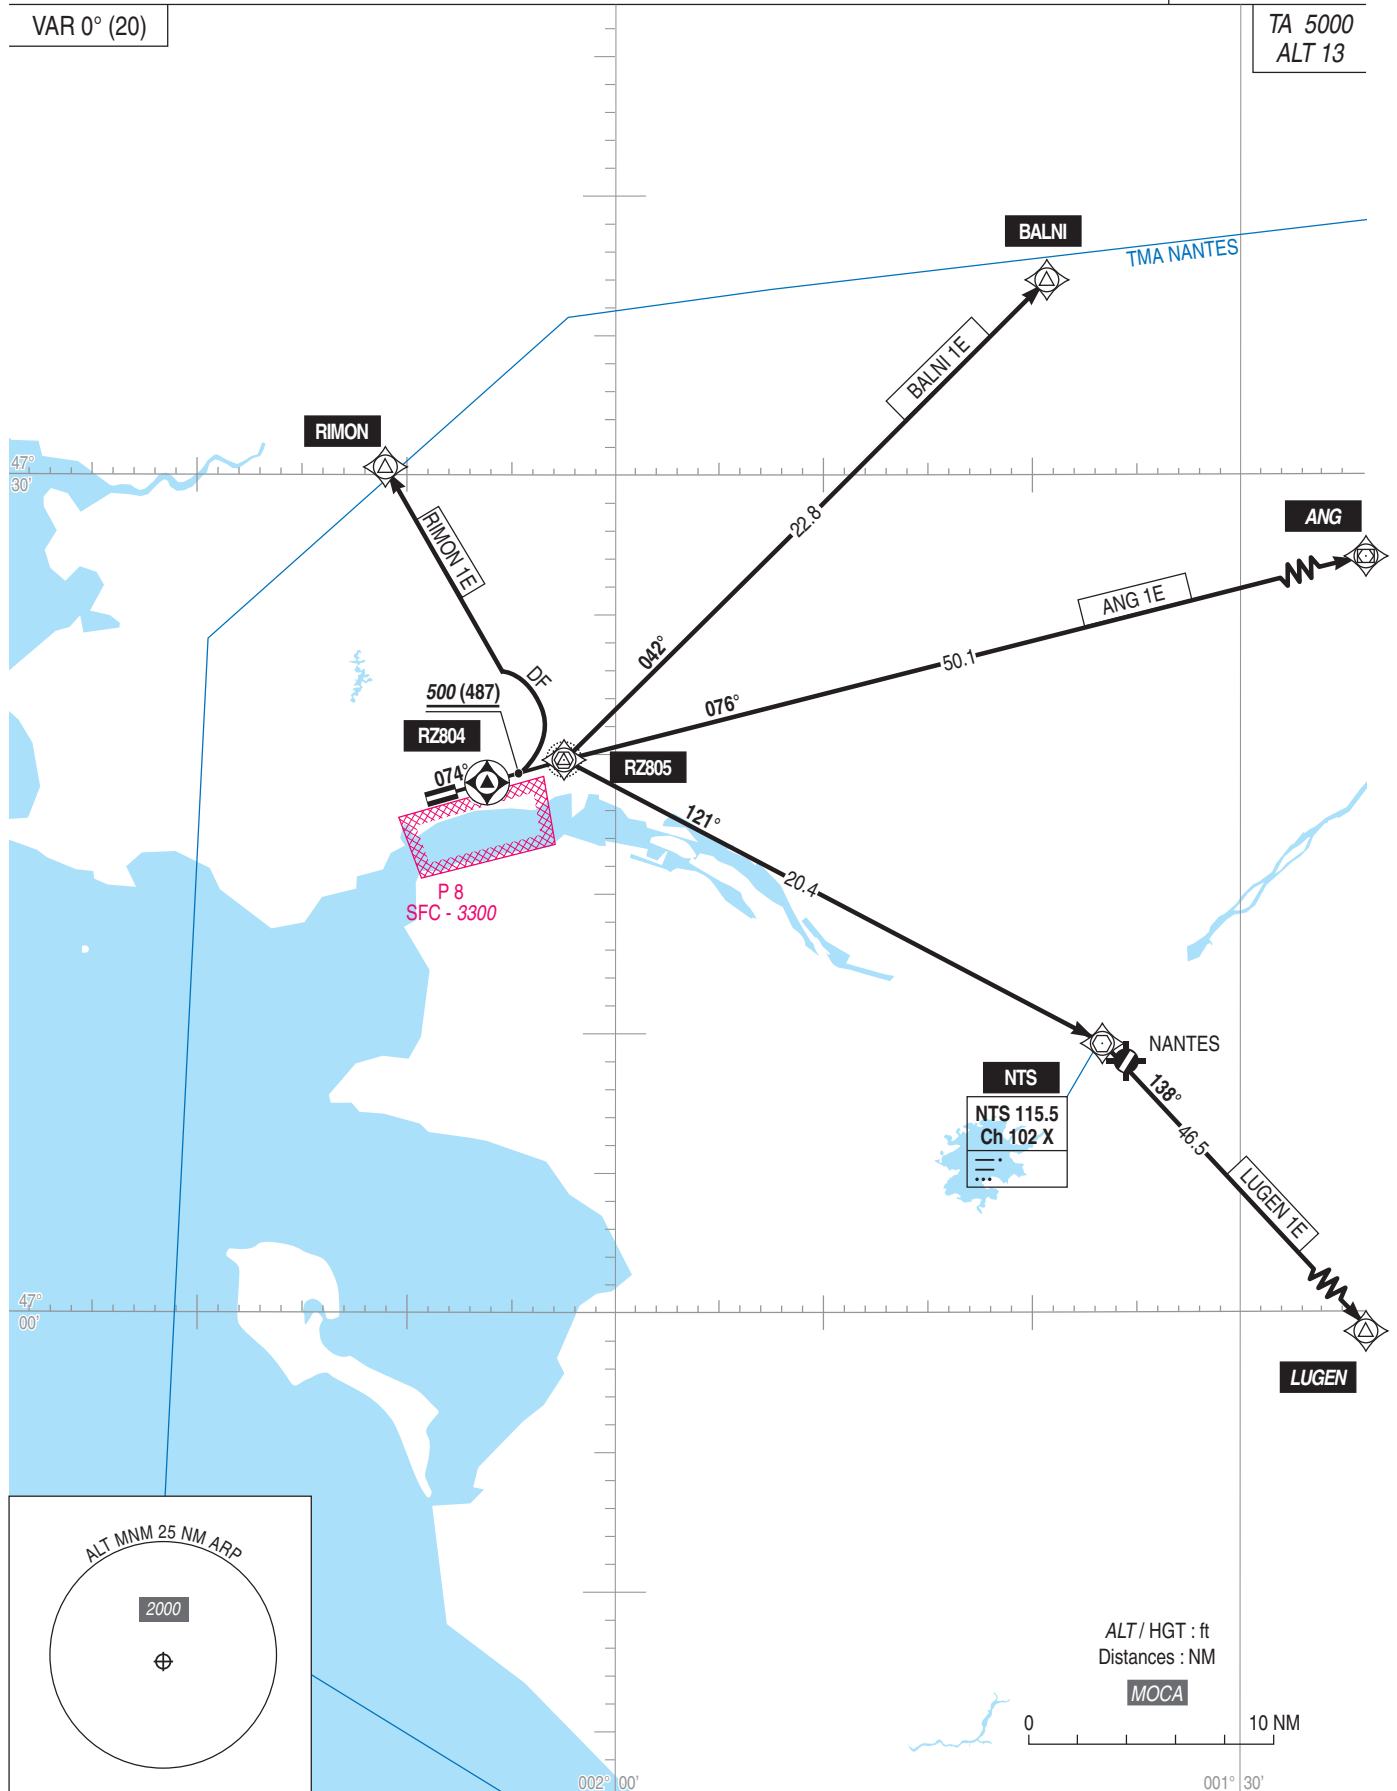 VAR 0° (20)
TA 5000
ALT 13
BALNI
TMA NANTES
BALNI 1E
RIMON
47°
30'
RIMON 1E
22.8
ANG
ANG 1E
042°
50.1
DF
500 (487)
076°
RZ804
RZ805
074°
121°
20.4
P 8
SFC - 3300
NANTES
NTS
138°
NTS 115.5
Ch 102 X
46.5
LUGEN 1E
47°
00'
LUGEN
ALT MNM 25 NM ARP
2000
ALT / HGT : ft
Distances : NM
MOCA
0 10 NM
002° 00'
001° 30'